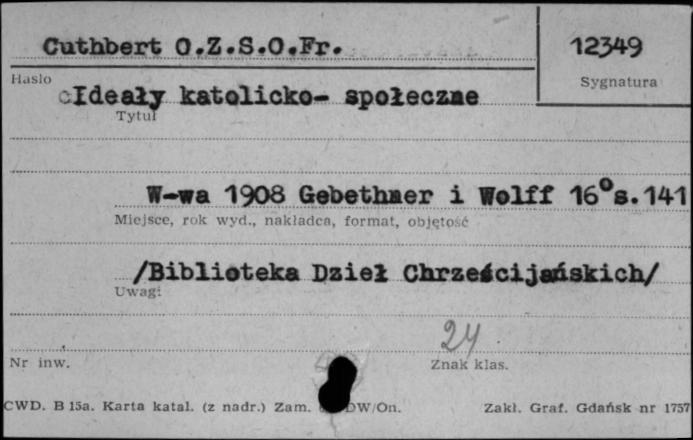 Cuthbert O.Z.S.O.Fr.
12349
Hasło
Sygnatura
Ideały katolicko- społeczne
Tytuł
W-wa 1908 Gebethner i Wolff 16° s.141
Miejsce, rok wyd., nakładca, format, objętość
/Biblioteka Dzieł Chrześcijańskich/
Uwagi
24
Nr inw.
Znak klas.
CWD. B 15a. Karta katal. (z nadr.) Zam. DW/On.
Zakł. Graf. Gdańsk nr 1757